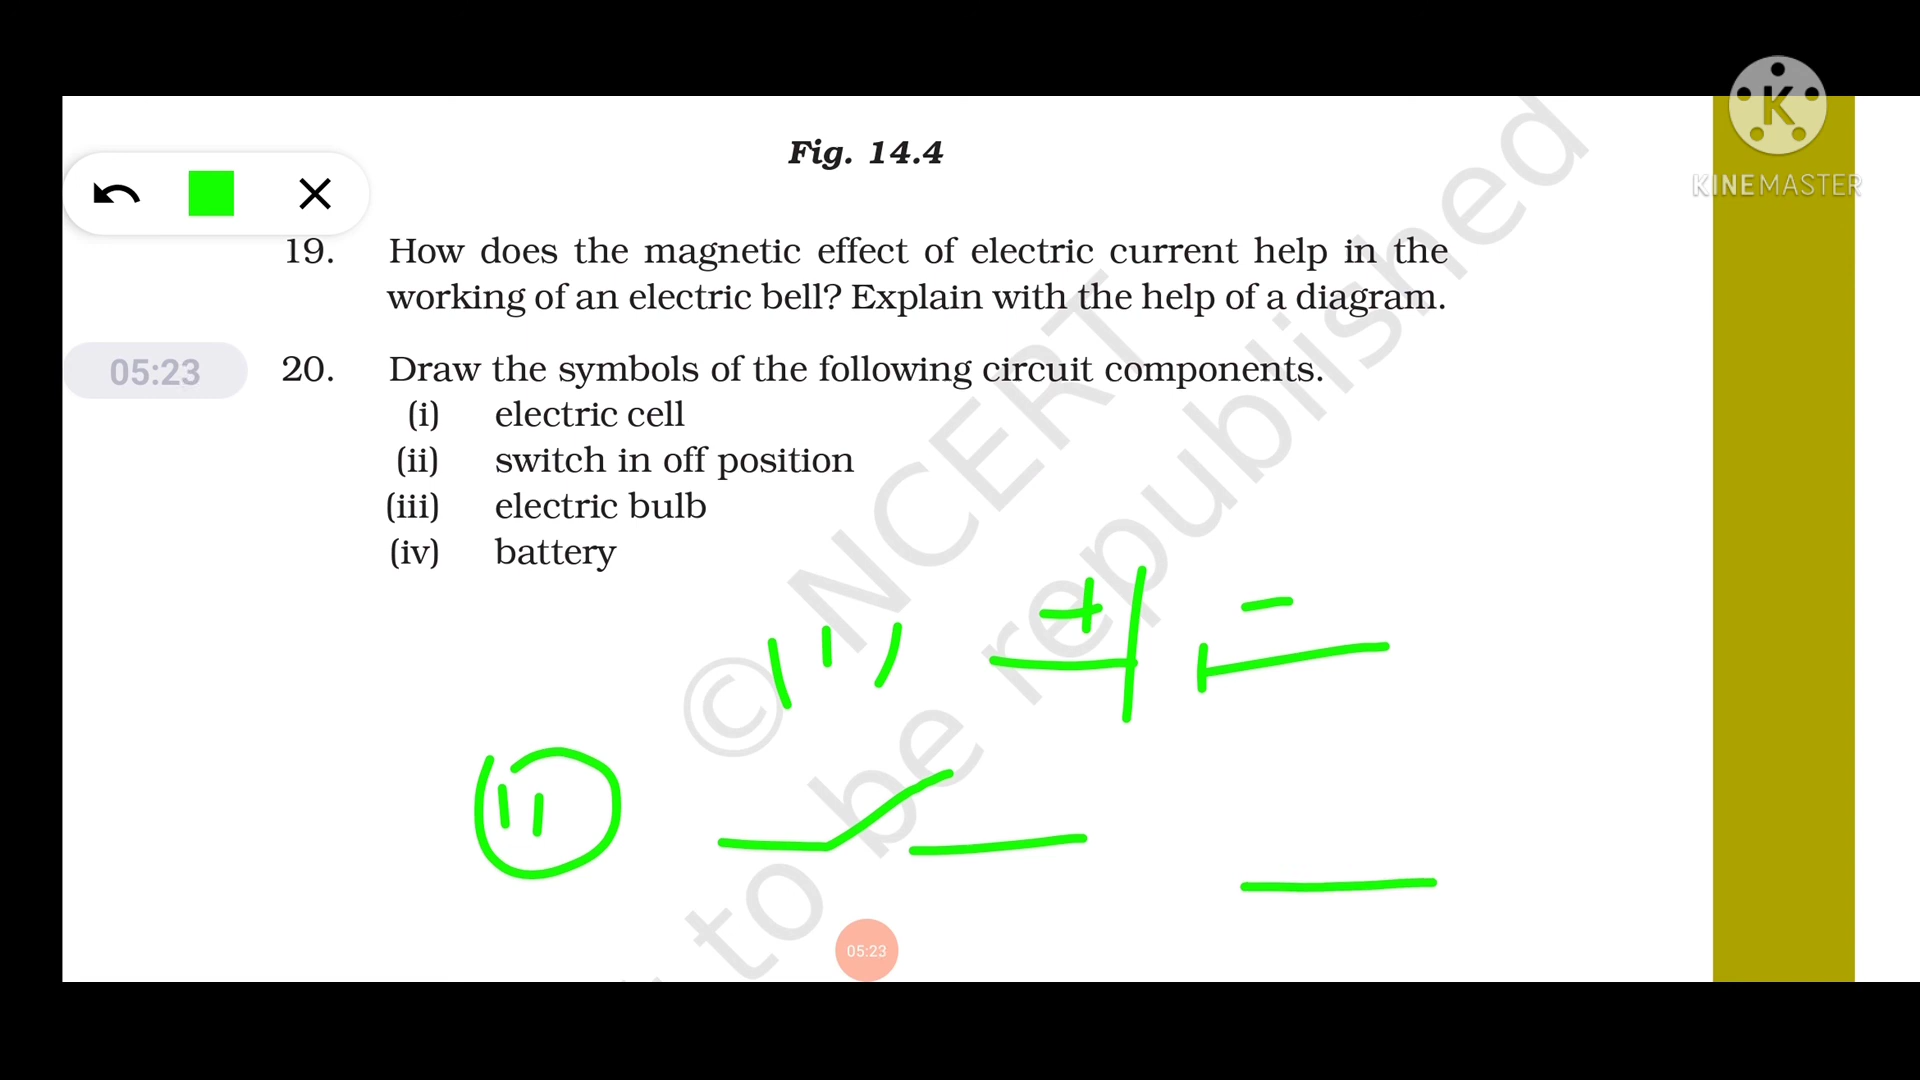 K
KINEMASTER
Fig. 14.4
19. How does the magnetic effect of electric current help in the
working of an electric bell? Explain with the help of a diagram.
05:23
20. Draw the symbols of the following circuit components.
(i) electric cell
(ii) switch in off position
(iii) electric bulb
(iv) battery
© NCERT
to be republished
(i) + -
(ii)
05:23